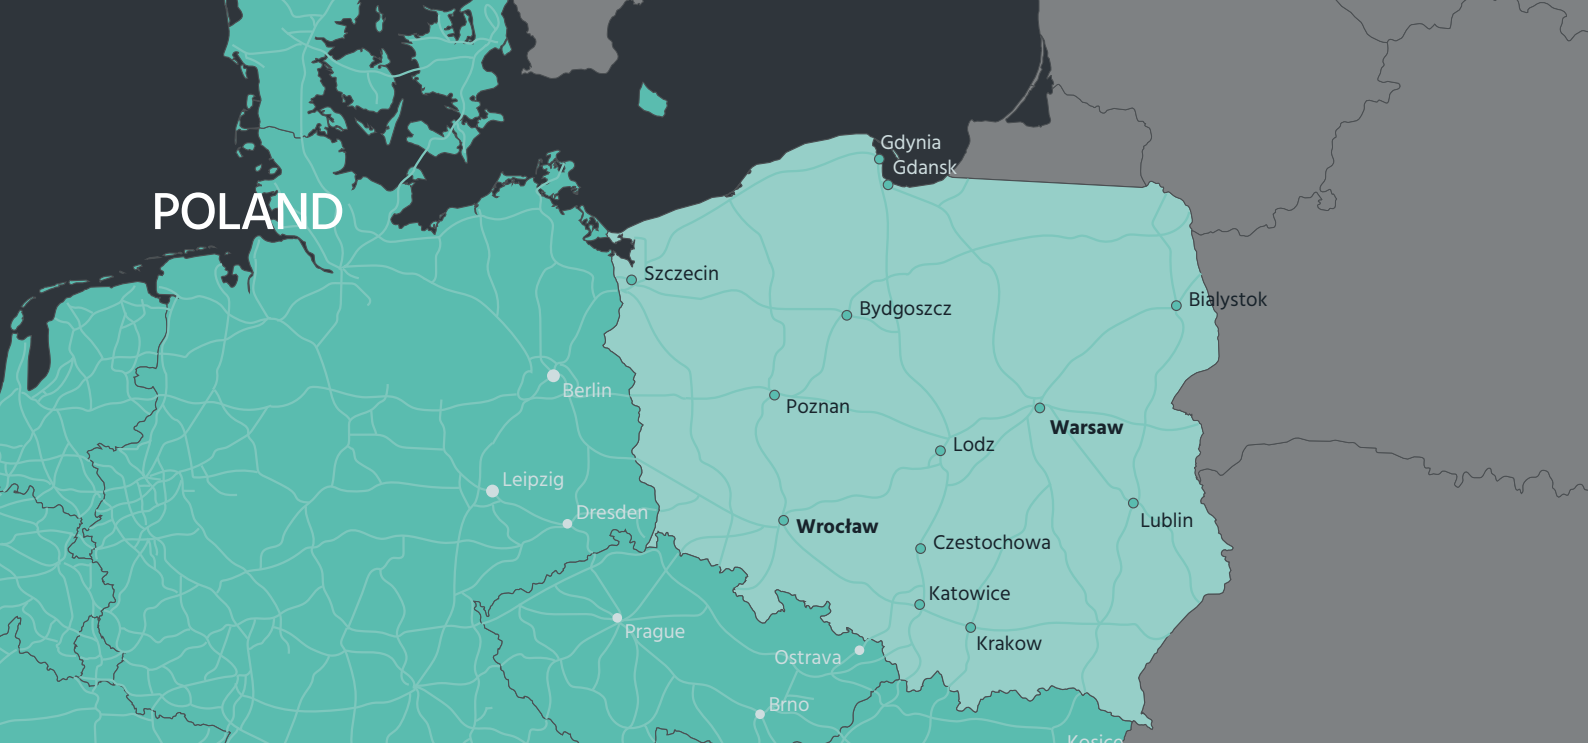 Gdynia
Gdansk
POLAND
Szczecin
Bialystok
Bydgoszcz
Berlin
Poznan
Warsaw
Lodz
Leipzig
Dresden
Wrocław
Lublin
Czestochowa
Katowice
Prague
Krakow
Ostrava
Brno
Kosice